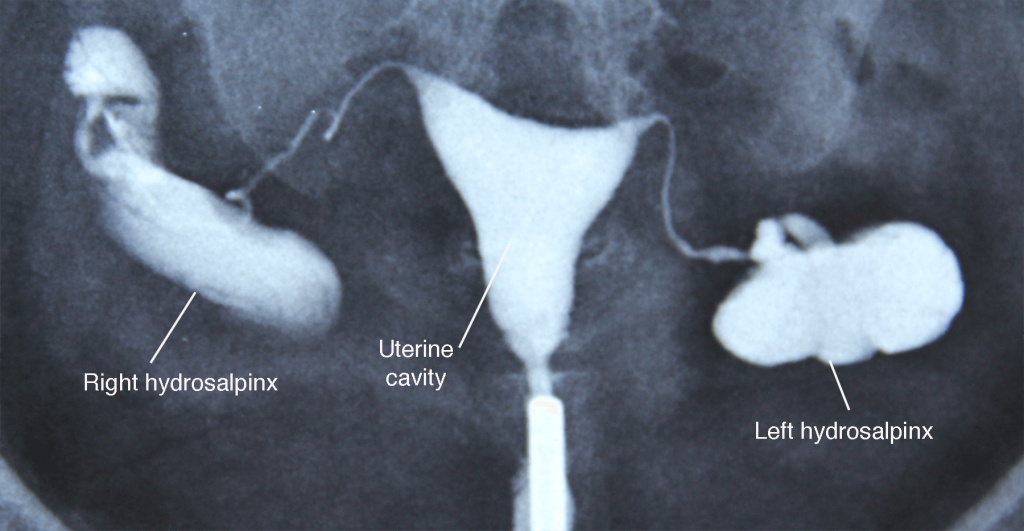 Uterine
cavity
Right hydrosalpinx
Left hydrosalpinx